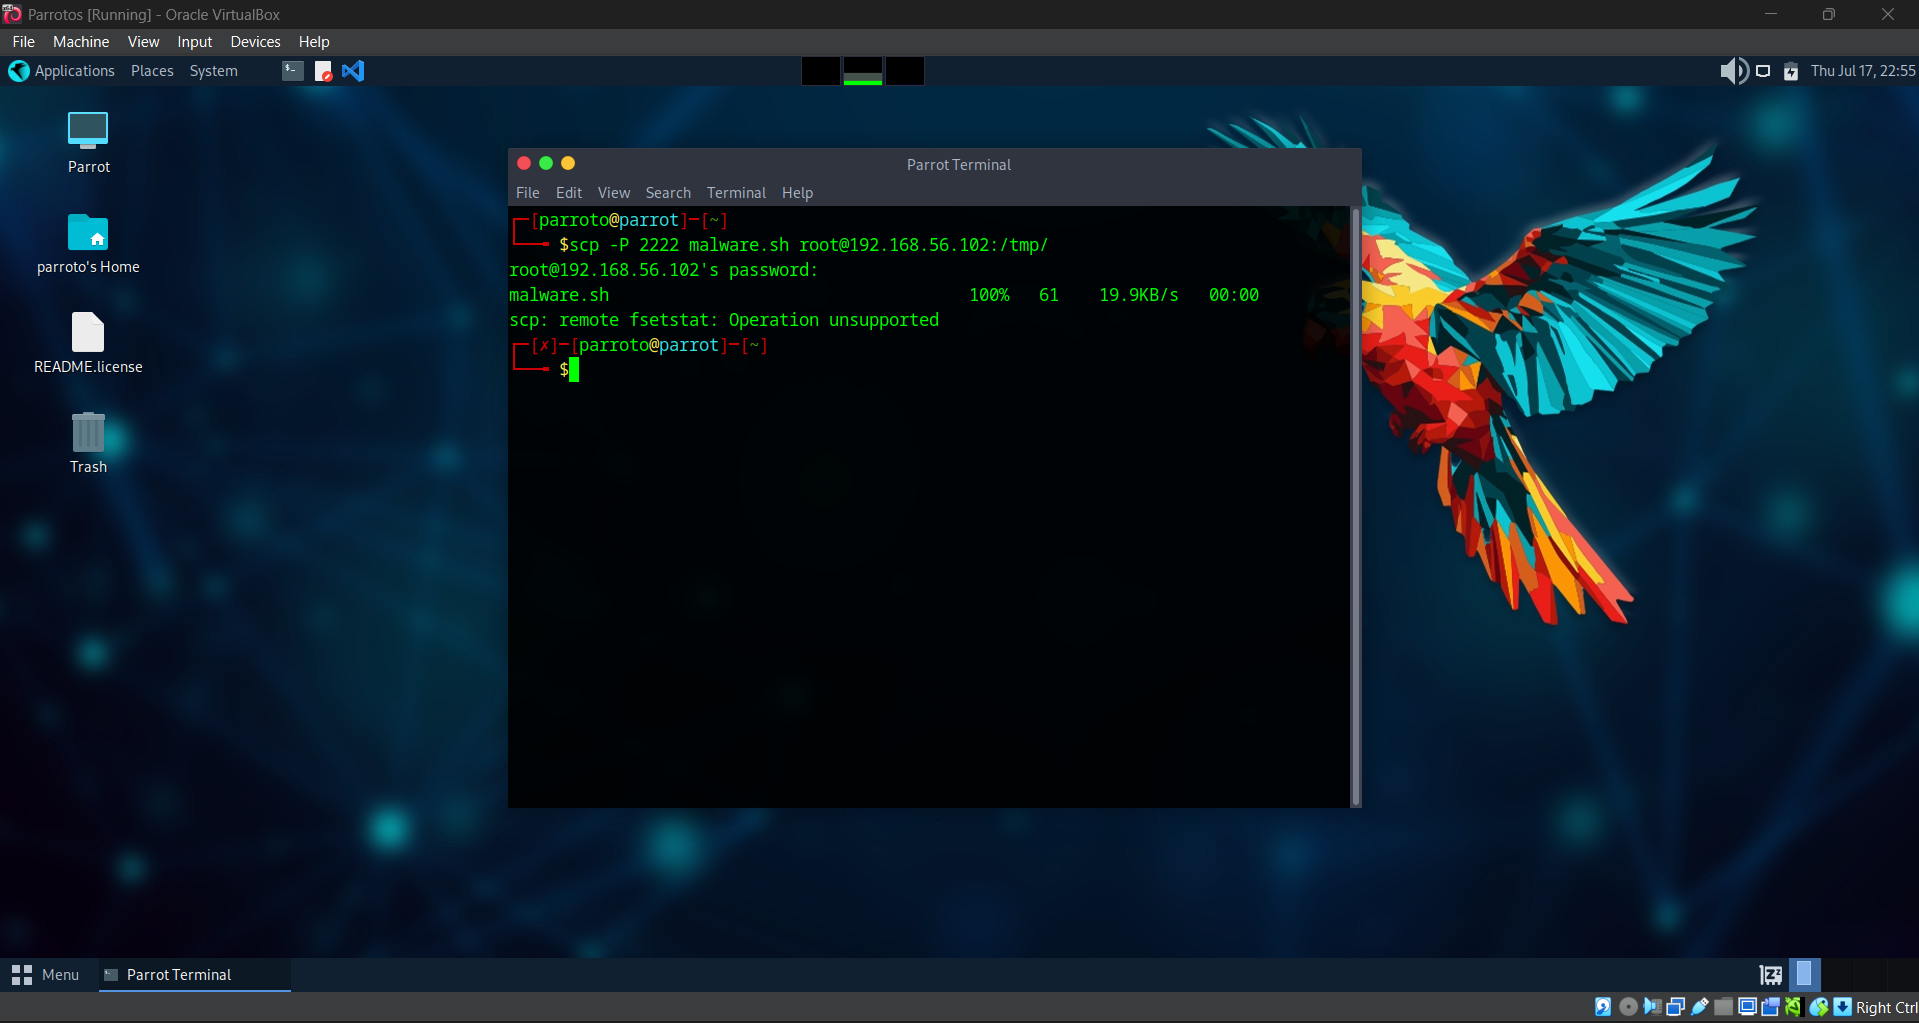 Parrotos [Running] - Oracle VirtualBox
File Machine View Input Devices Help
Applications Places System
Thu Jul 17, 22:55
Parrot
parroto's Home
README.license
Trash
Parrot Terminal
File Edit View Search Terminal Help
┌─[parroto@parrot]─[~]
└──╼ $scp -P 2222 malware.sh root@192.168.56.102:/tmp/
root@192.168.56.102's password:
malware.sh 100% 61 19.9KB/s 00:00
scp: remote fsetstat: Operation unsupported
┌─[✗]─[parroto@parrot]─[~]
└──╼ $
Menu Parrot Terminal
Right Ctrl